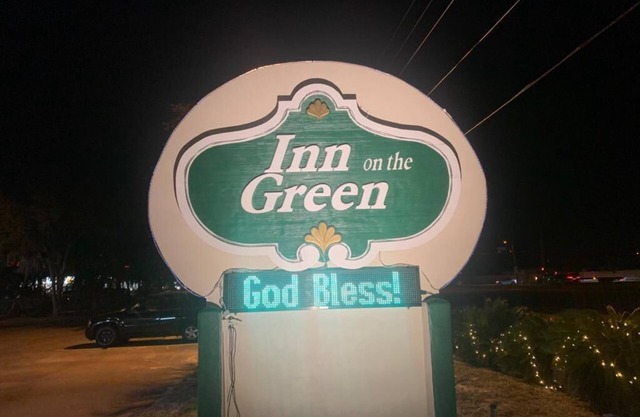 Inn on the
Green
God Bless!